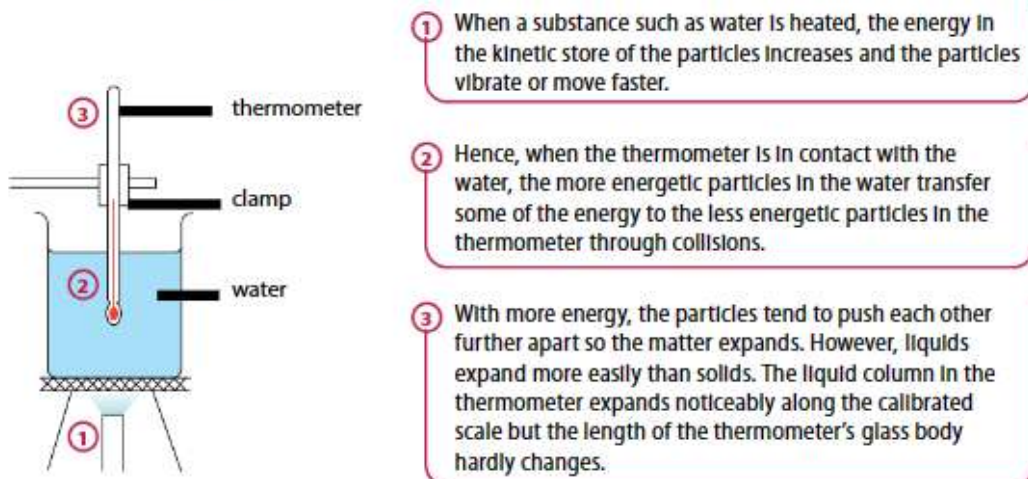 1 When a substance such as water is heated, the energy in
the kinetic store of the particles increases and the particles
vibrate or move faster.
3
thermometer
2 Hence, when the thermometer is in contact with the
water, the more energetic particles in the water transfer
some of the energy to the less energetic particles in the
thermometer through collisions.
clamp
2
water
3 With more energy, the particles tend to push each other
further apart so the matter expands. However, liquids
expand more easily than solids. The liquid column in the
thermometer expands noticeably along the calibrated
scale but the length of the thermometer's glass body
hardly changes.
1